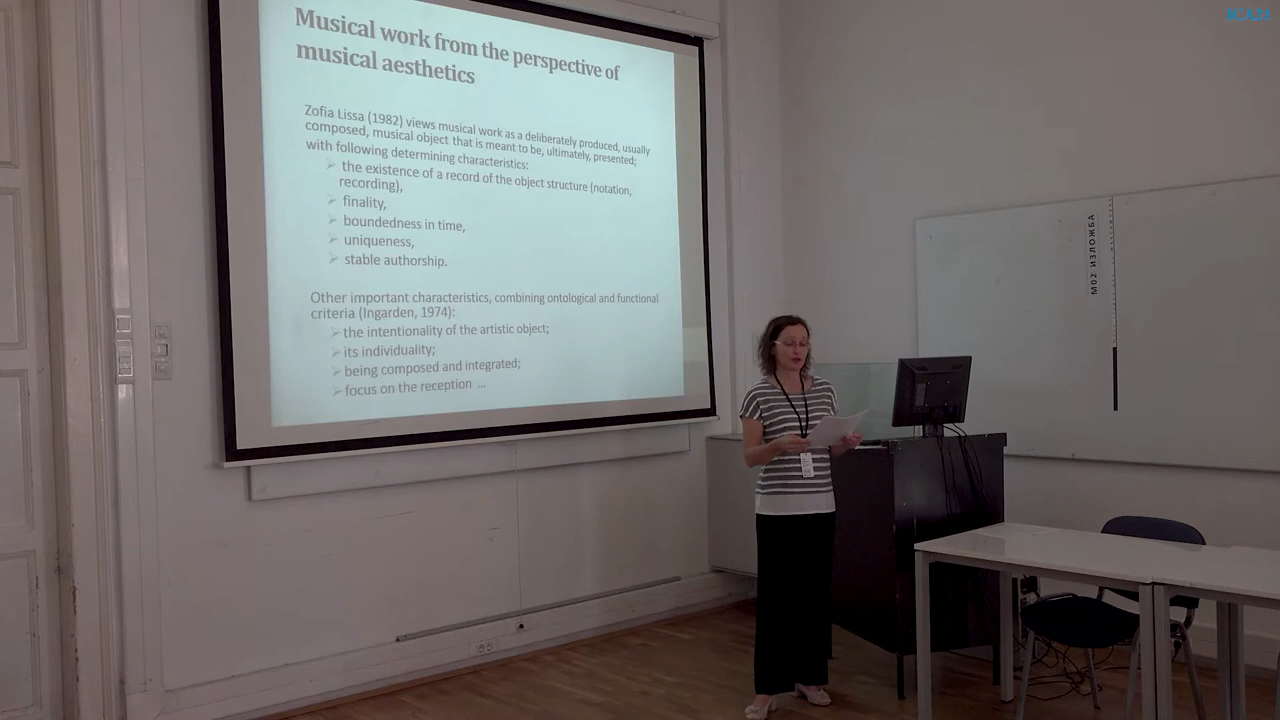 Musical work from the perspective of
musical aesthetics
Zofia Lissa (1982) views musical work as a deliberately produced, usually
composed, musical object that is meant to be, ultimately, presented;
with following determining characteristics:
the existence of a record of the object structure (notation,
recording),
finality,
boundedness in time,
uniqueness,
stable authorship.
Other important characteristics, combining ontological and functional
criteria (Ingarden, 1974):
the intentionality of the artistic object;
its individuality;
being composed and integrated;
focus on the reception ...
М02 ИЗЛОЖБА
ICA21